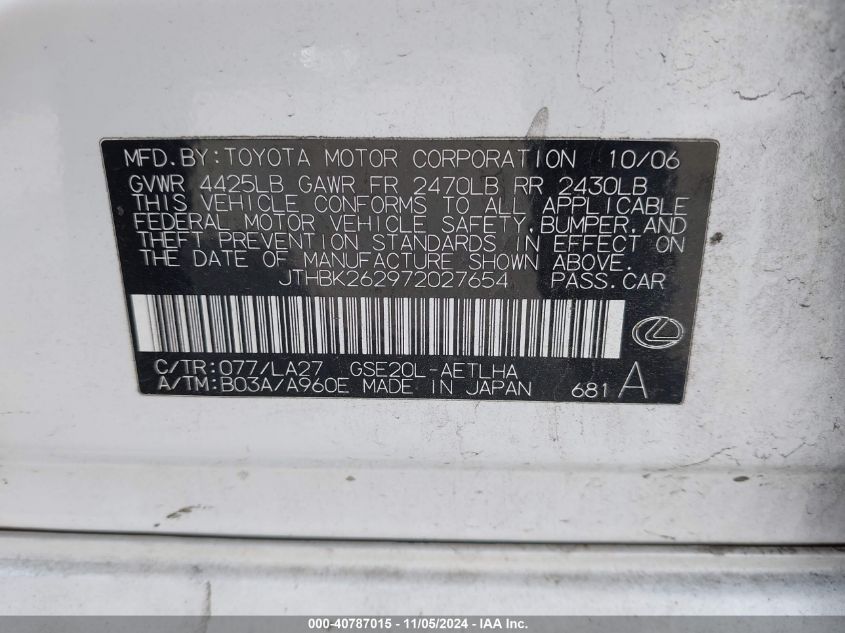 MFD. BY: TOYOTA MOTOR CORPORATION 10/06
GVWR 4425LB GAWR FR 2470LB RR 2430LB
THIS VEHICLE CONFORMS TO ALL APPLICABLE
FEDERAL MOTOR VEHICLE SAFETY, BUMPER, AND
THEFT PREVENTION STANDARDS IN EFFECT ON
THE DATE OF MANUFACTURE SHOWN ABOVE.
JTHBK262972027654 PASS. CAR
C/TR: 077/LA27 GSE20L-AETLHA
A/TM: B03A/A960E MADE IN JAPAN 681 A
000-40787015 - 11/05/2024 - IAA Inc.